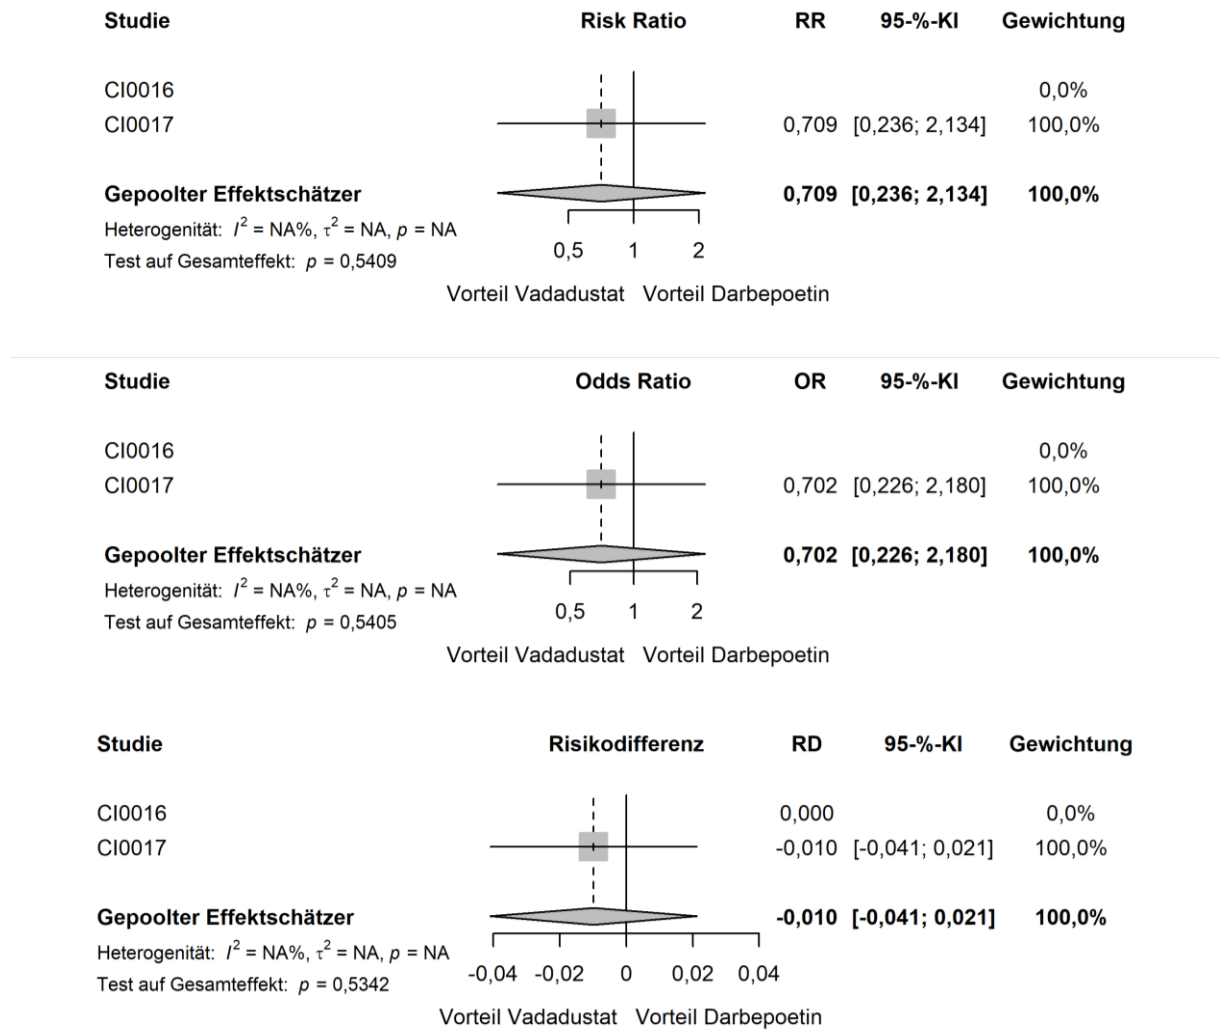 Studie Risk Ratio RR 95-%-KI Gewichtung
CI0016 0,0%
CI0017 0,709 [0,236; 2,134] 100,0%
Gepoolter Effektschätzer 0,709 [0,236; 2,134] 100,0%
Heterogenität: I² = NA%, τ² = NA, p = NA
0,5 1 2
Test auf Gesamteffekt: p = 0,5409
Vorteil Vadadustat Vorteil Darbepoetin
Studie Odds Ratio OR 95-%-KI Gewichtung
CI0016 0,0%
CI0017 0,702 [0,226; 2,180] 100,0%
Gepoolter Effektschätzer 0,702 [0,226; 2,180] 100,0%
Heterogenität: I² = NA%, τ² = NA, p = NA
0,5 1 2
Test auf Gesamteffekt: p = 0,5405
Vorteil Vadadustat Vorteil Darbepoetin
Studie Risikodifferenz RD 95-%-KI Gewichtung
CI0016 0,000 0,0%
CI0017 -0,010 [-0,041; 0,021] 100,0%
Gepoolter Effektschätzer -0,010 [-0,041; 0,021] 100,0%
Heterogenität: I² = NA%, τ² = NA, p = NA
-0,04 -0,02 0 0,02 0,04
Test auf Gesamteffekt: p = 0,5342
Vorteil Vadadustat Vorteil Darbepoetin